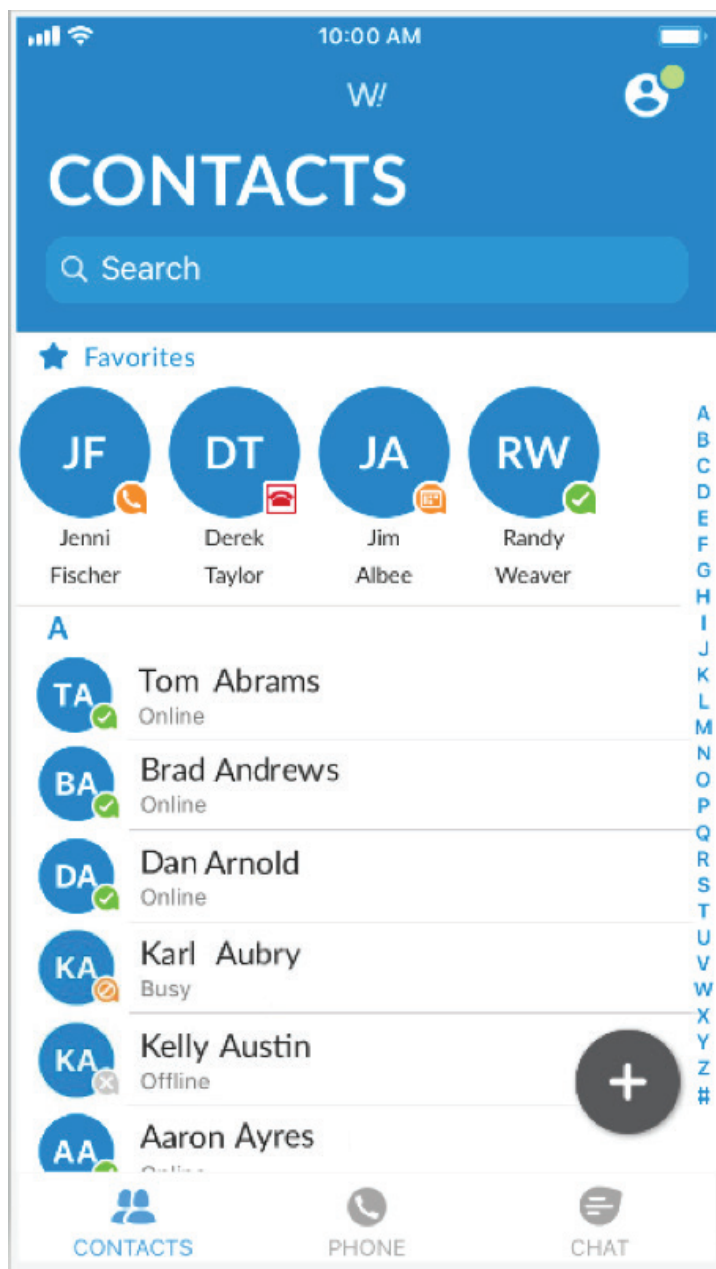 10:00 AM
W!
CONTACTS
Search
Favorites
JF DT JA RW
Jenni Derek Jim Randy
Fischer Taylor Albee Weaver
A
TA Tom Abrams
Online
BA Brad Andrews
Online
DA Dan Arnold
Online
KA Karl Aubry
Busy
KA Kelly Austin
Offline
AA Aaron Ayres
A
B
C
D
E
F
G
H
I
J
K
L
M
N
O
P
Q
R
S
T
U
V
W
X
Y
Z
#
+
CONTACTS PHONE CHAT